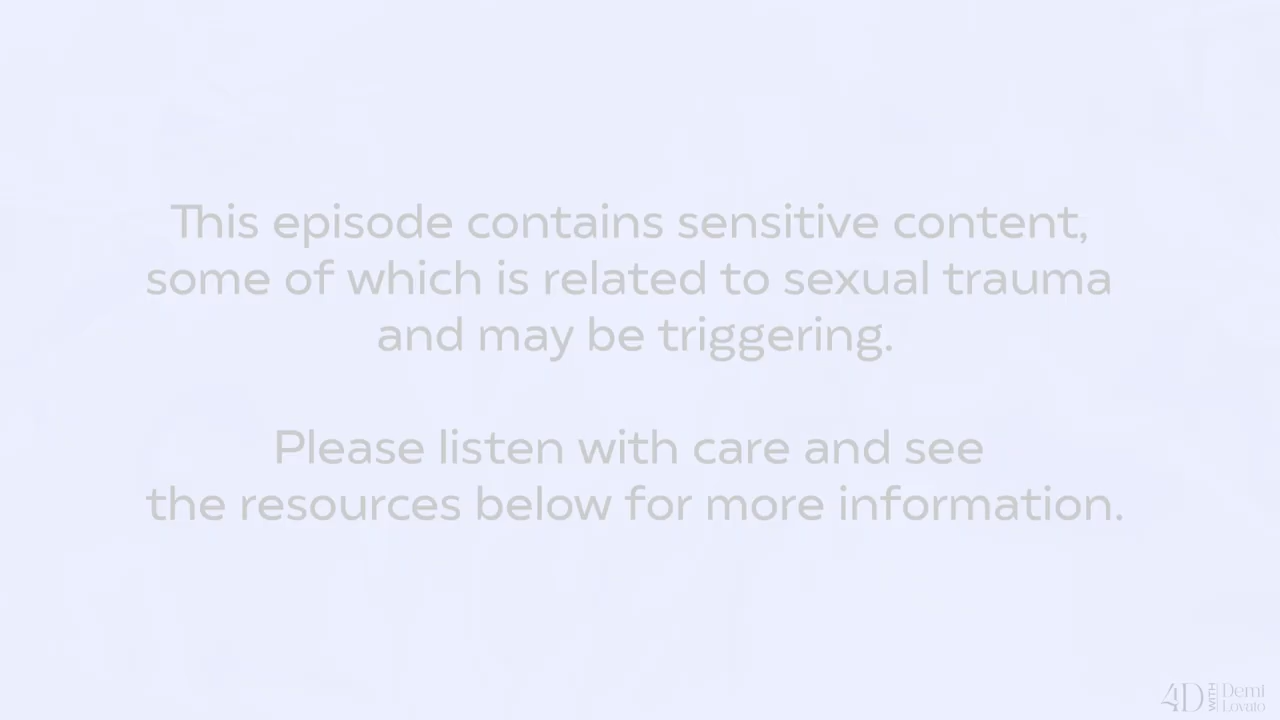 This episode contains sensitive content,
some of which is related to sexual trauma
and may be triggering.
Please listen with care and see
the resources below for more information.
4D WITH Demi
Lovato